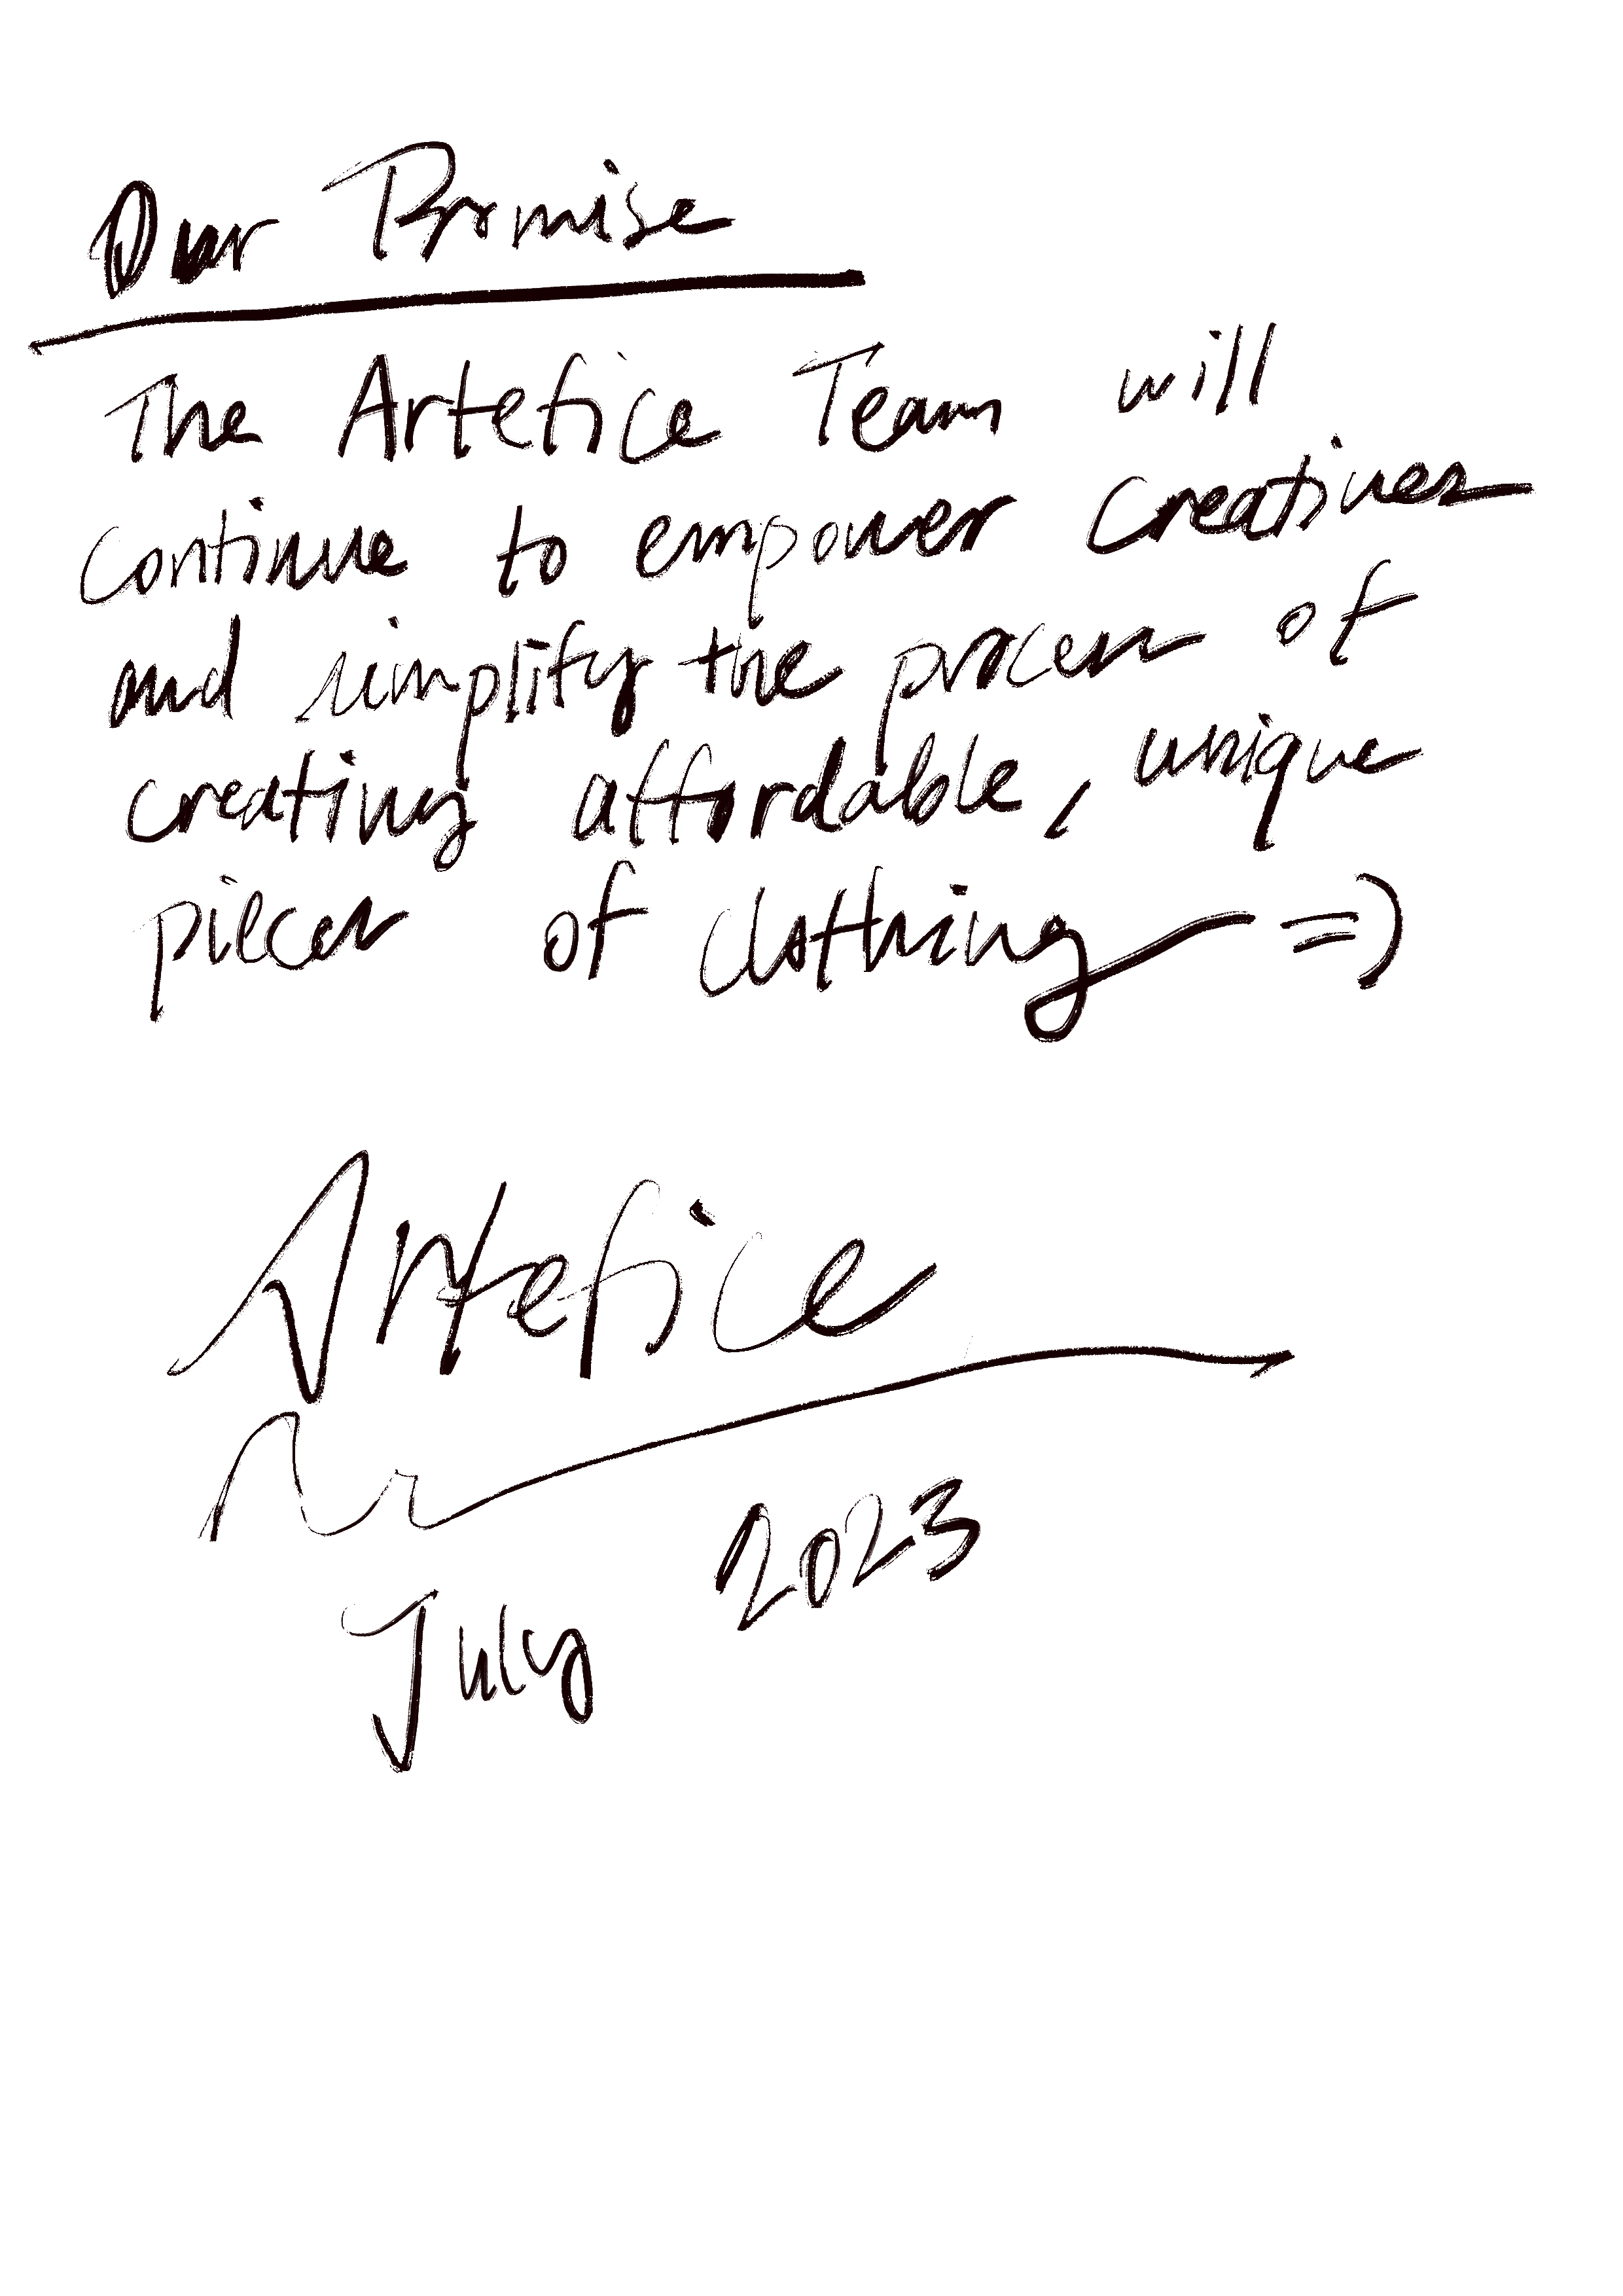 Our Promise
The Artefice Team will
continue to empower creatives
and simplify the process of
creating affordable, unique
pieces of clothing =)
Artefice
July 2023